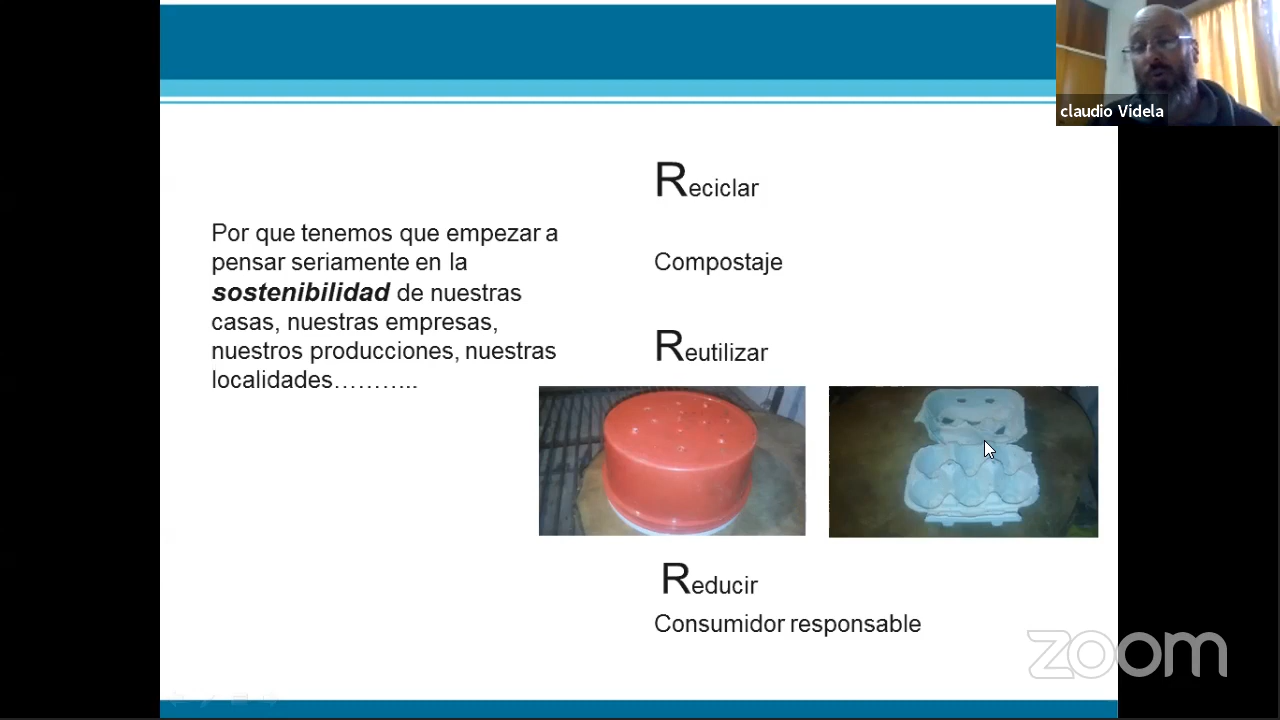 claudio Videla
Por que tenemos que empezar a
pensar seriamente en la
sostenibilidad de nuestras
casas, nuestras empresas,
nuestros producciones, nuestras
localidades………..
Reciclar
Compostaje
Reutilizar
Reducir
Consumidor responsable
zoom